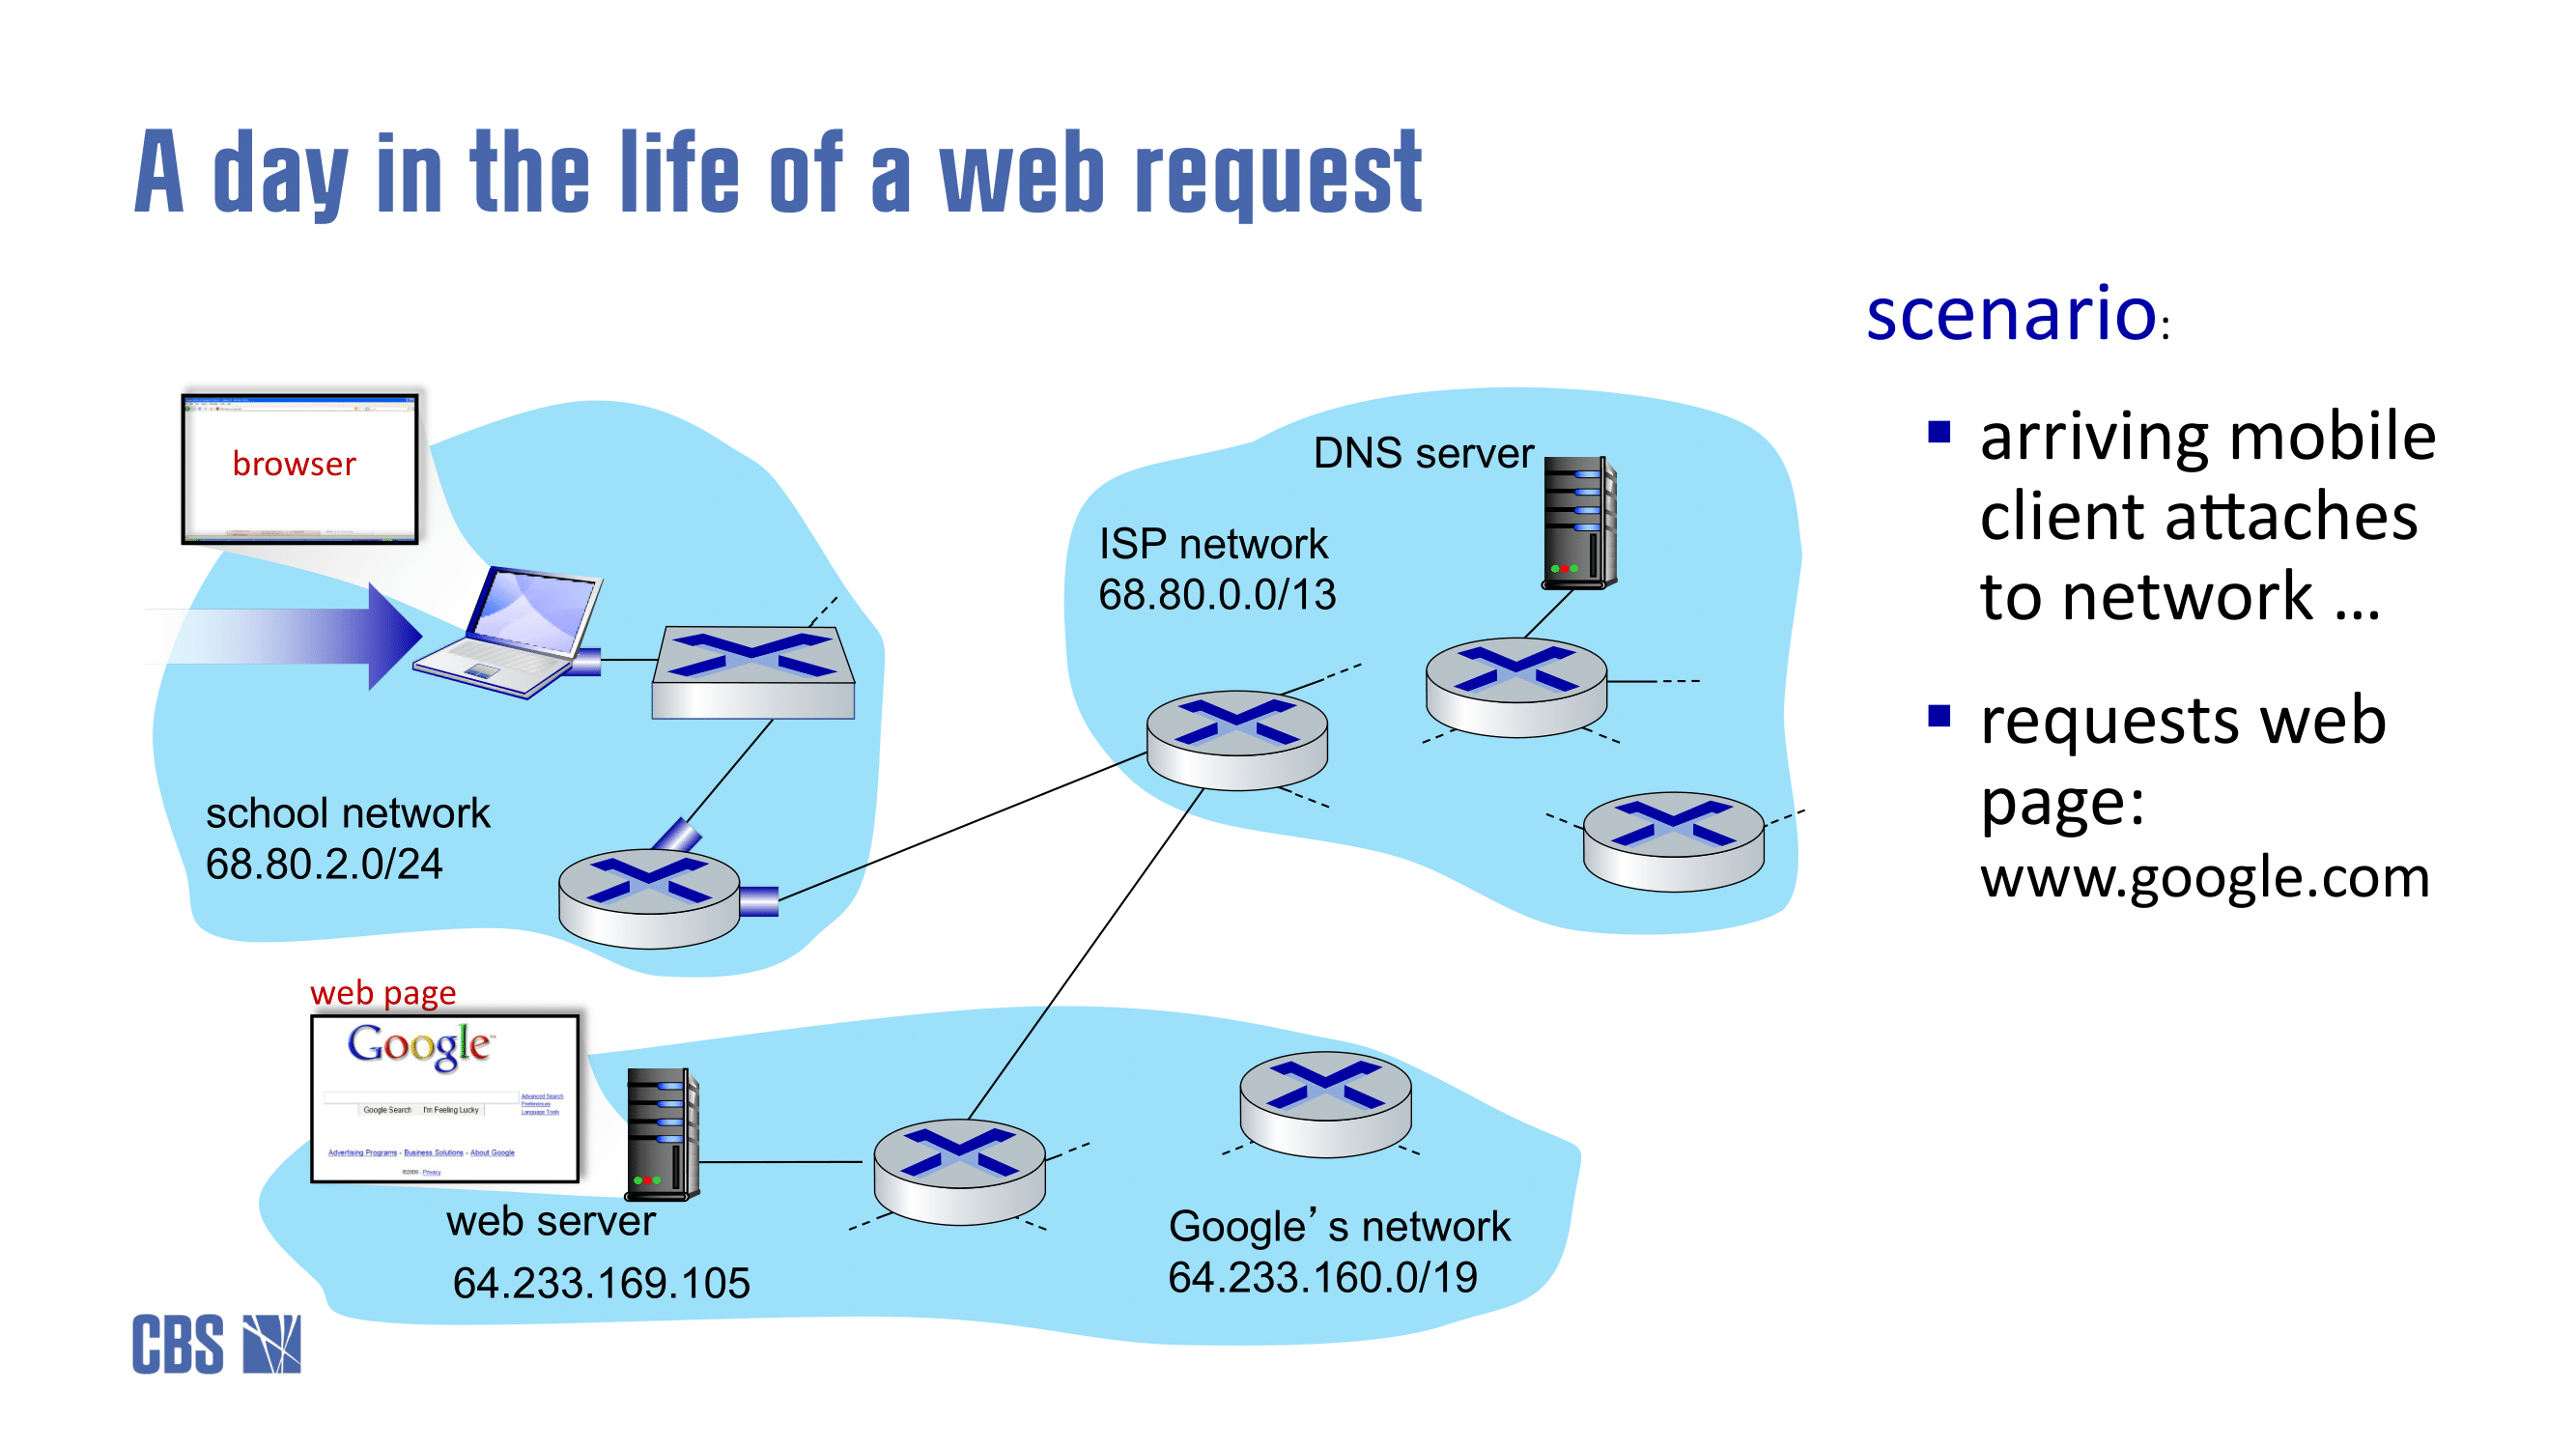 A day in the life of a web request
scenario:
▪ arriving mobile
client attaches
to network ...
▪ requests web
page:
www.google.com
browser
DNS server
ISP network
68.80.0.0/13
school network
68.80.2.0/24
web page
Google™
Advanced Search
Preferences
Language Tools
Google Search I'm Feeling Lucky
Advertising Programs - Business Solutions - About Google
©2009 - Privacy
web server
64.233.169.105
Google’s network
64.233.160.0/19
CBS